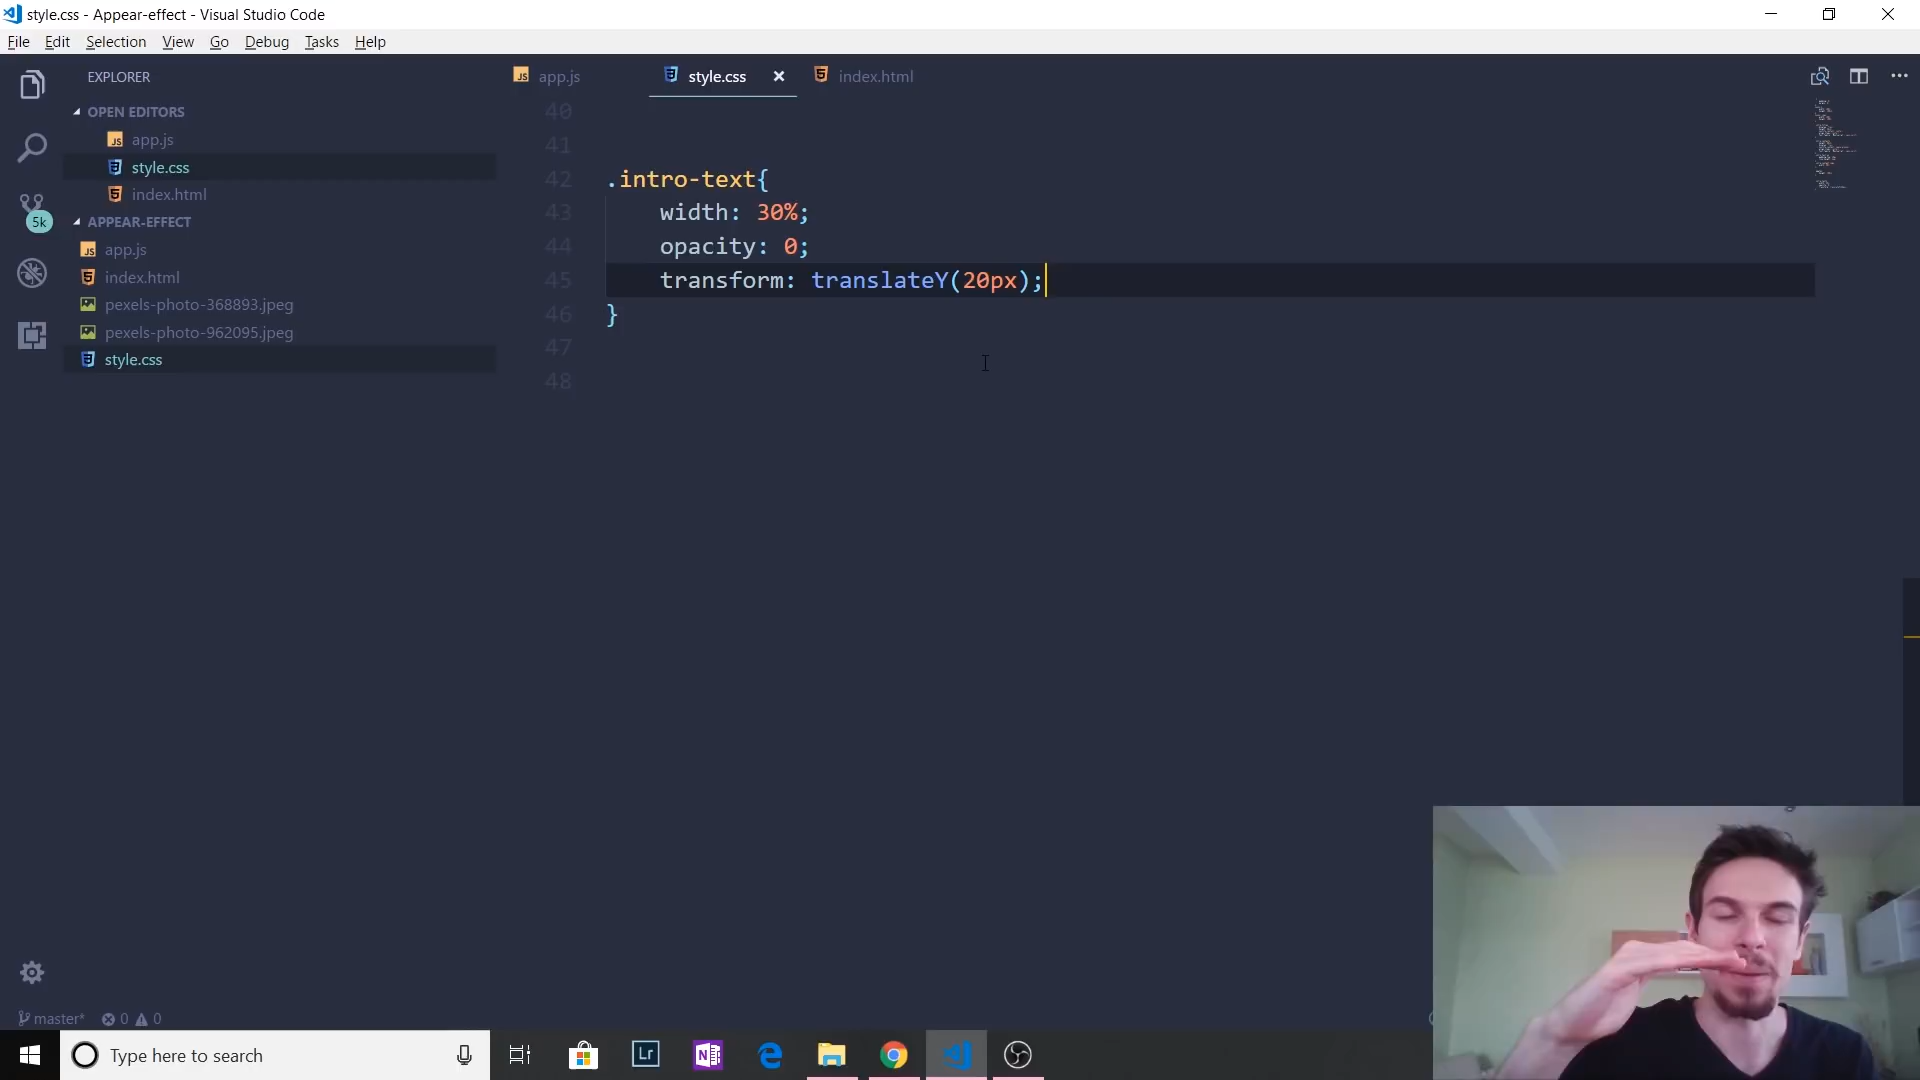 style.css - Appear-effect - Visual Studio Code
File Edit Selection View Go Debug Tasks Help
EXPLORER
OPEN EDITORS
app.js
style.css
index.html
5k
APPEAR-EFFECT
app.js
index.html
pexels-photo-368893.jpeg
pexels-photo-962095.jpeg
style.css
app.js style.css index.html
40
41
42 .intro-text{
43 width: 30%;
44 opacity: 0;
45 transform: translateY(20px);
46 }
47
48
master* 0 0
Type here to search
Lr
N